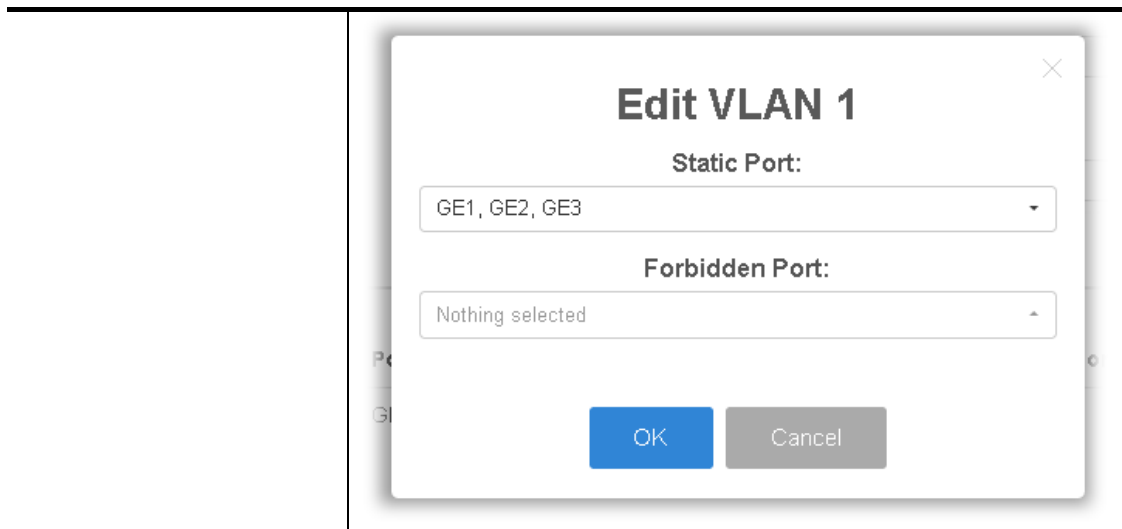 Edit VLAN 1
Static Port:
GE1, GE2, GE3
Forbidden Port:
Nothing selected
OK
Cancel